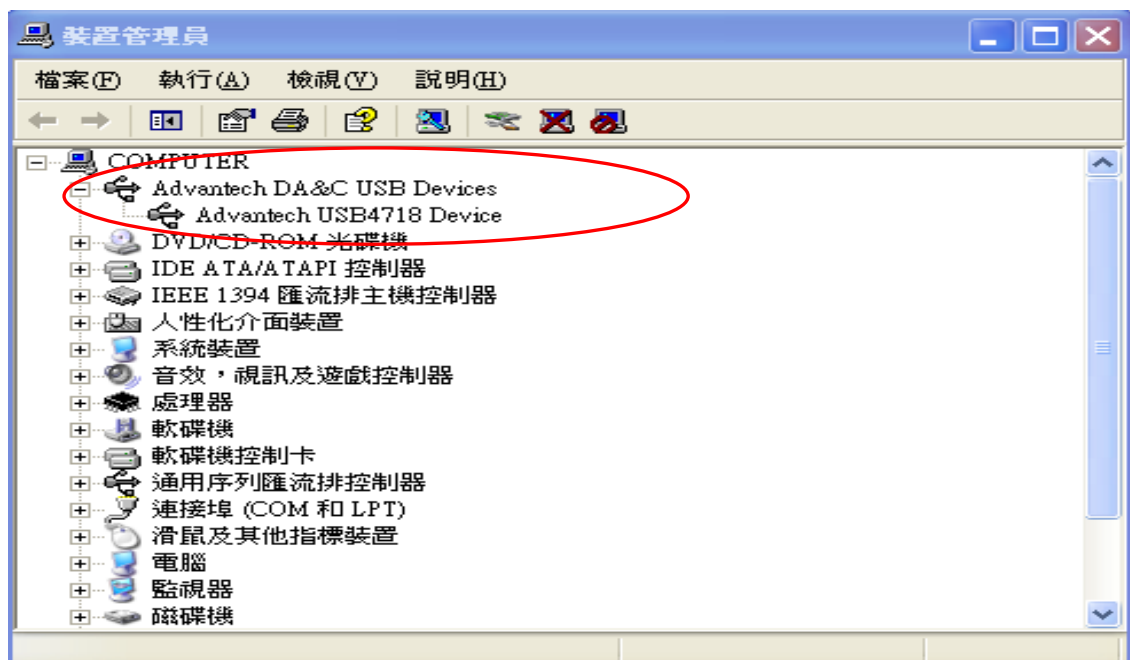 裝置管理員
檔案(F) 執行(A) 檢視(V) 說明(H)
COMPUTER
Advantech DA&C USB Devices
Advantech USB4718 Device
DVD/CD-ROM 光碟機
IDE ATA/ATAPI 控制器
IEEE 1394 匯流排主機控制器
人性化介面裝置
系統裝置
音效，視訊及遊戲控制器
處理器
軟碟機
軟碟機控制卡
通用序列匯流排控制器
連接埠 (COM 和 LPT)
滑鼠及其他指標裝置
電腦
監視器
磁碟機